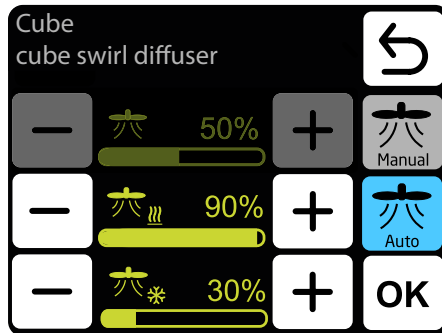 Cube
cube swirl diffuser
50%
Manual
90%
Auto
30%
OK